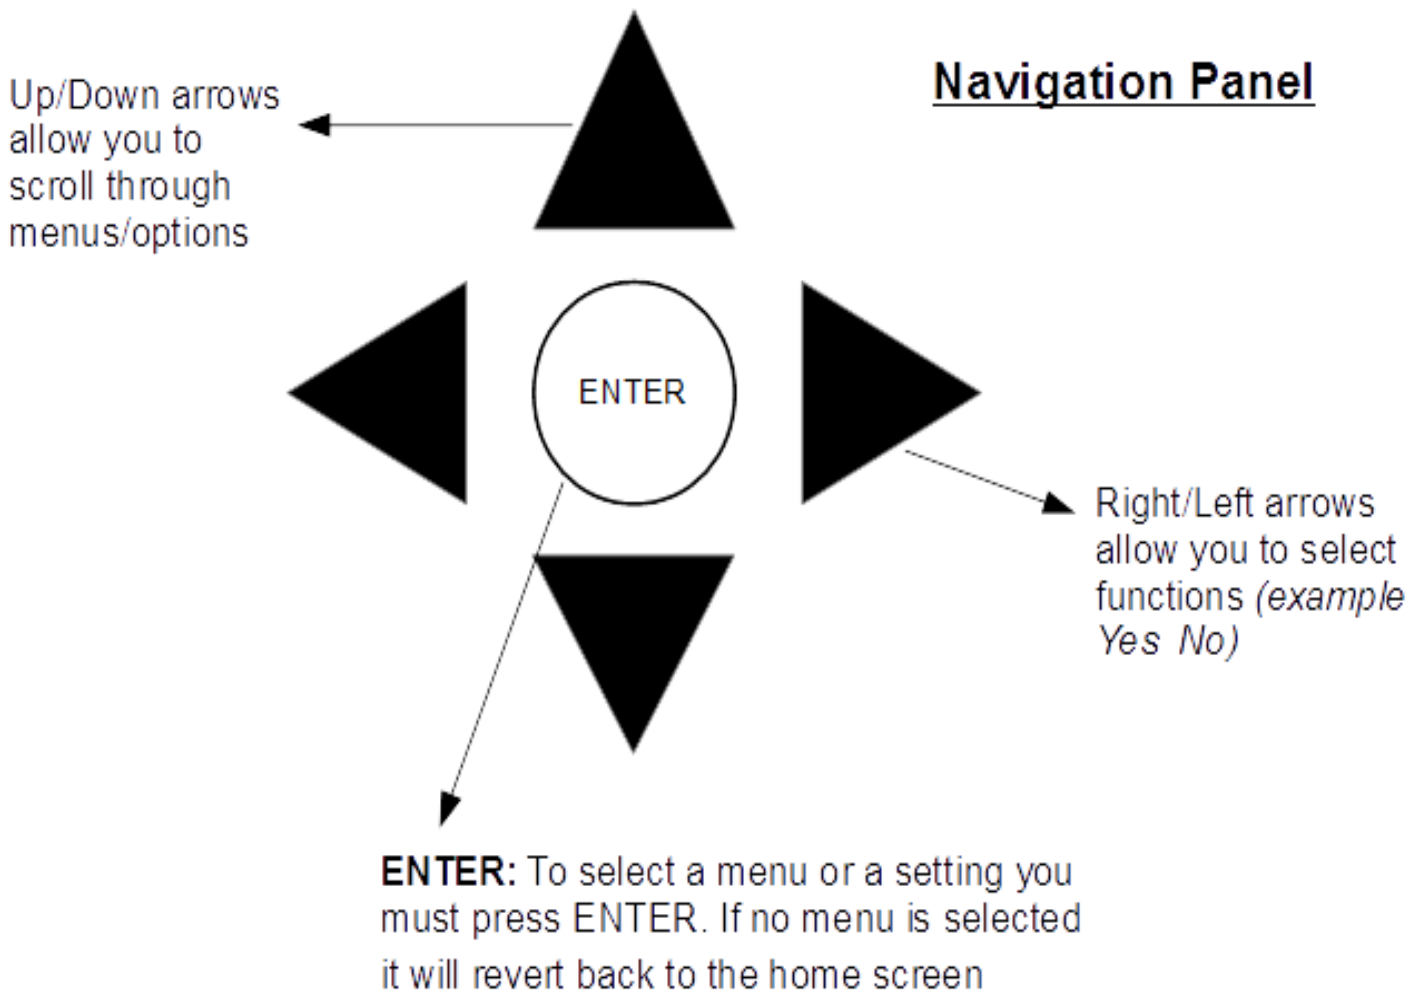 Navigation Panel
Up/Down arrows
allow you to
scroll through
menus/options
ENTER
Right/Left arrows
allow you to select
functions (example
Yes No)
ENTER: To select a menu or a setting you
must press ENTER. If no menu is selected
it will revert back to the home screen